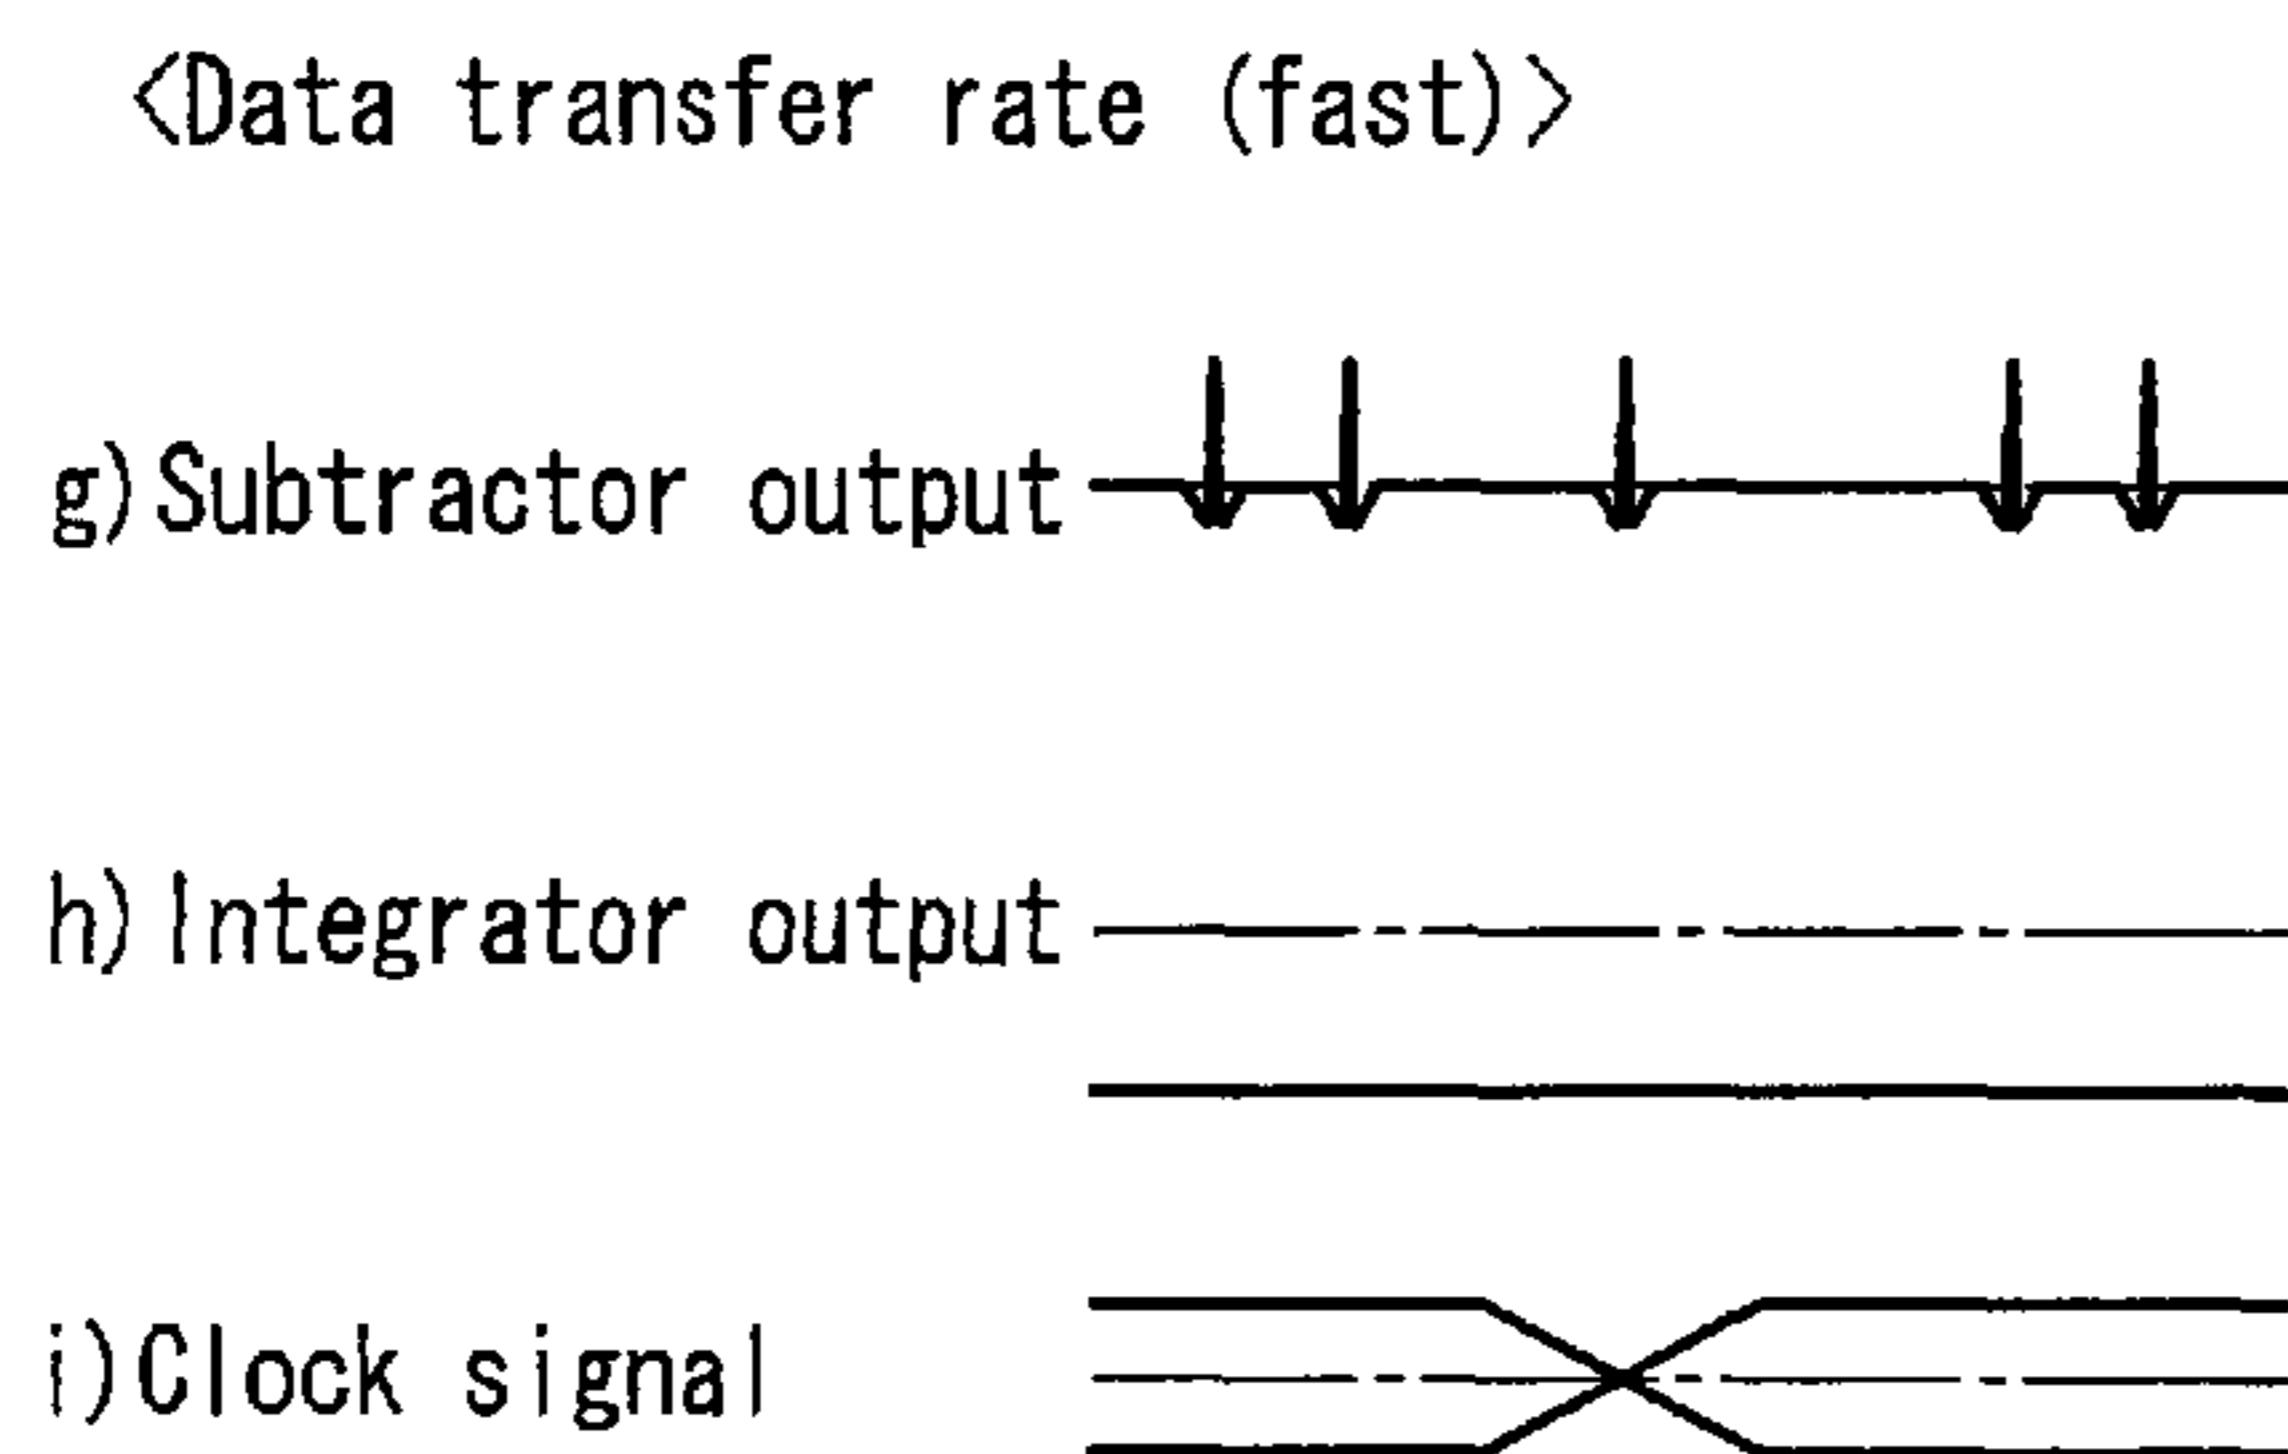 <Data transfer rate (fast)>
g)Subtractor output
h)Integrator output
i)Clock signal